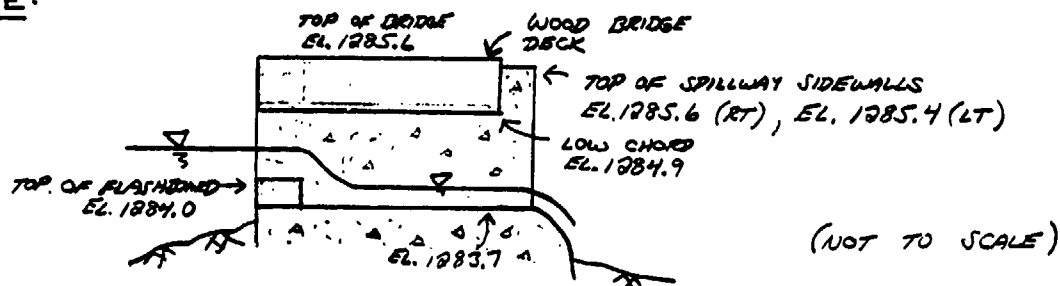 E:
TOP OF BRIDGE
EL. 1285.6
WOOD BRIDGE
DECK
TOP OF SPILLWAY SIDEWALLS
EL. 1285.6 (RT), EL. 1285.4 (LT)
LOW CHORD
EL. 1284.9
TOP OF FLASHBOARD
EL. 1284.0
EL. 1283.7
(NOT TO SCALE)